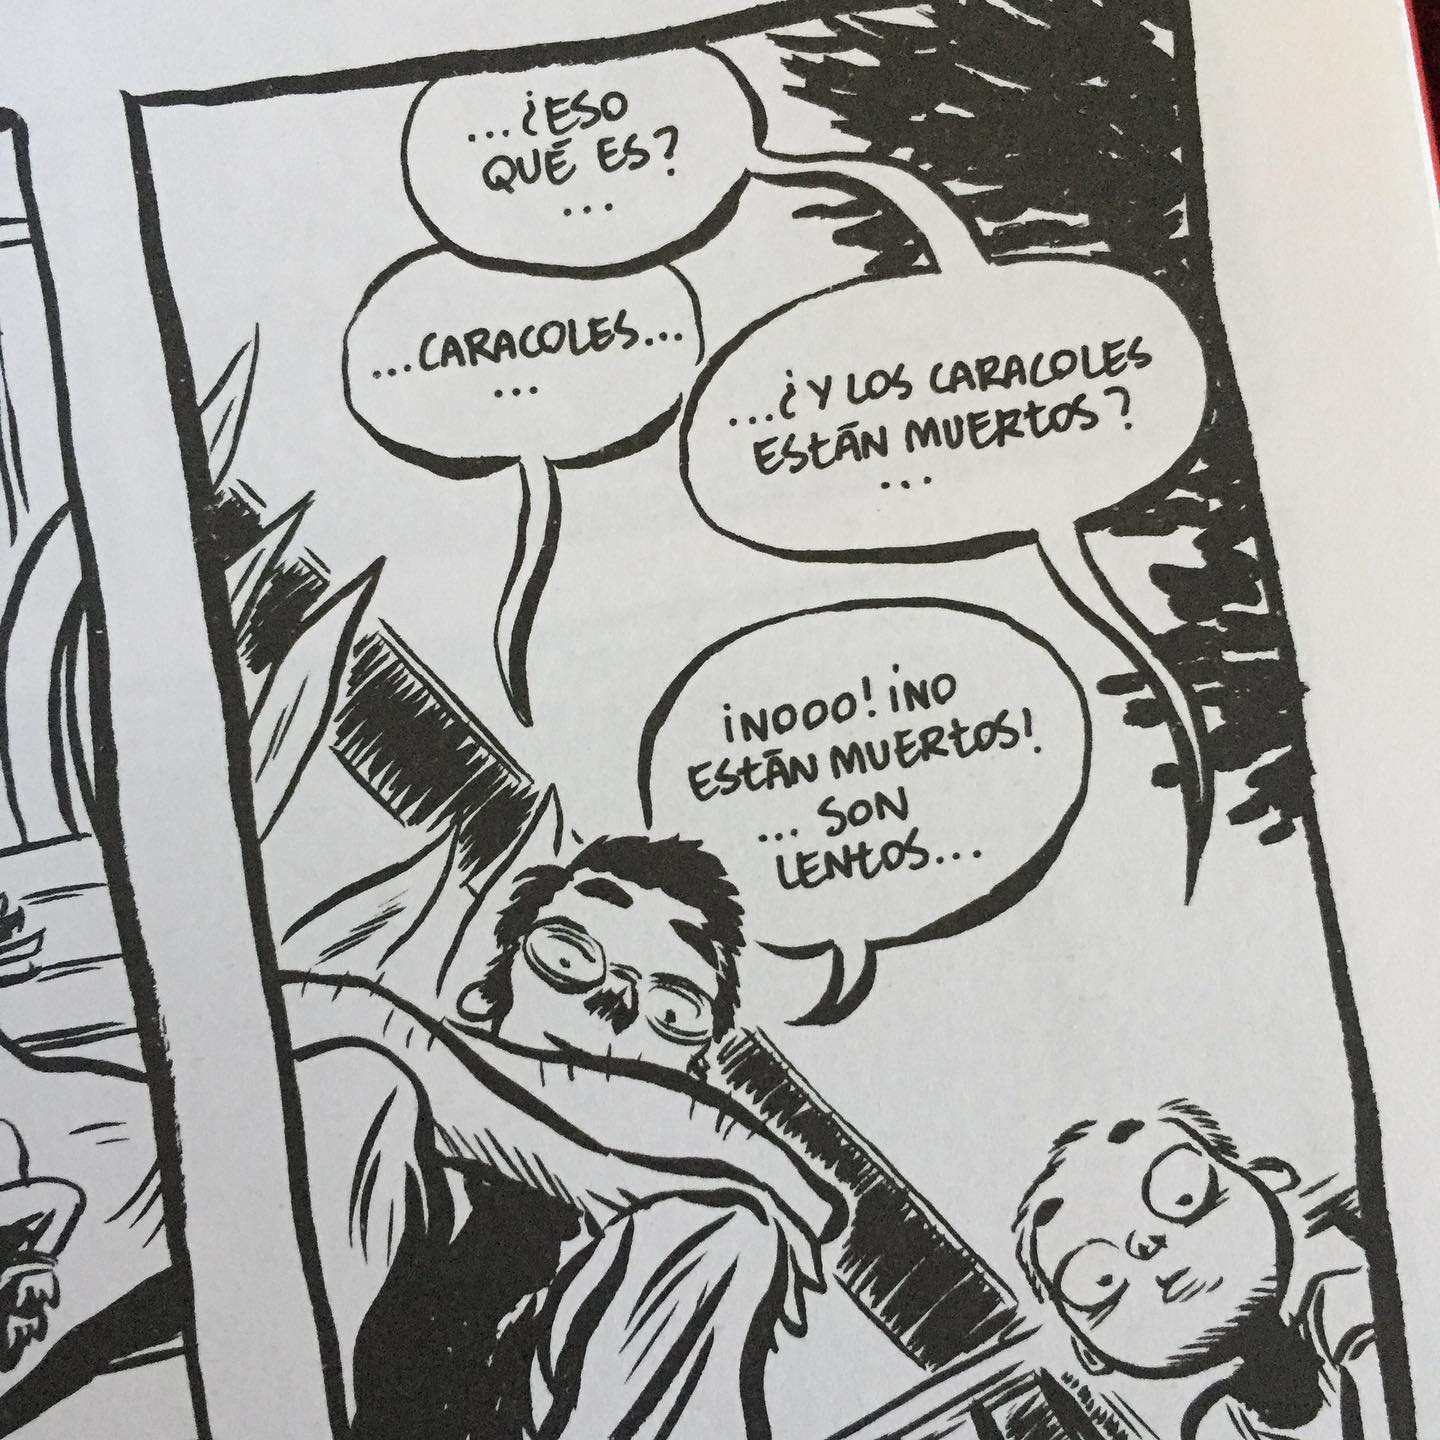 ...¿ESO
QUÉ ES?
...
...CARACOLES...
...
...¿Y LOS CARACOLES
ESTÁN MUERTOS?
...
¡NOOO! ¡NO
ESTÁN MUERTOS!
... SON
LENTOS...